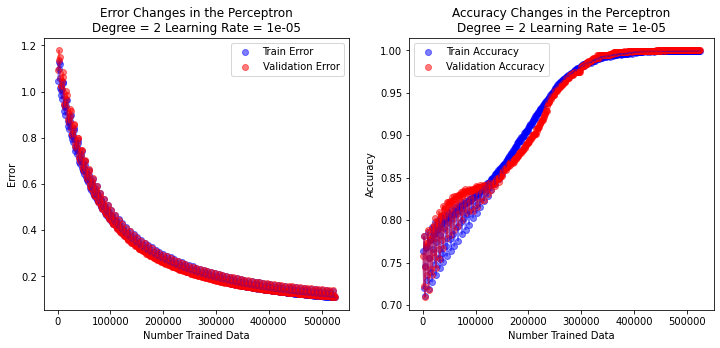 Error Changes in the Perceptron
Degree = 2 Learning Rate = 1e-05
Train Error
Validation Error
Error
1.2
1.0
0.8
0.6
0.4
0.2
0
100000
200000
300000
400000
500000
Number Trained Data
Accuracy Changes in the Perceptron
Degree = 2 Learning Rate = 1e-05
Train Accuracy
Validation Accuracy
Accuracy
1.00
0.95
0.90
0.85
0.80
0.75
0.70
0
100000
200000
300000
400000
500000
Number Trained Data